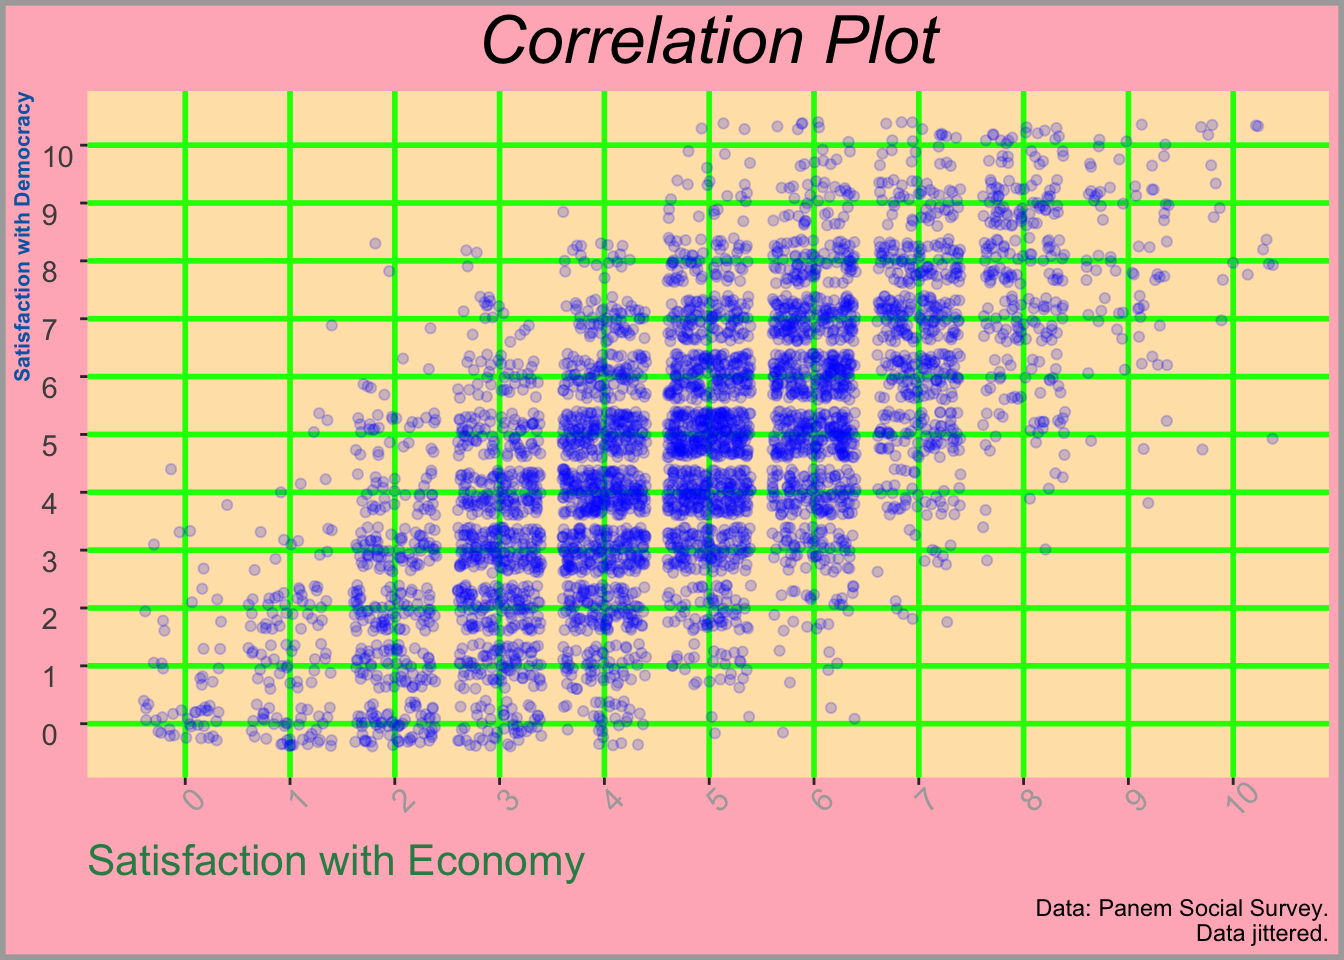 Correlation Plot
Satisfaction with Democracy
10
9
8
7
6
5
4
3
2
1
0
0 1 2 3 4 5 6 7 8 9 10
Satisfaction with Economy
Data: Panem Social Survey.
Data jittered.